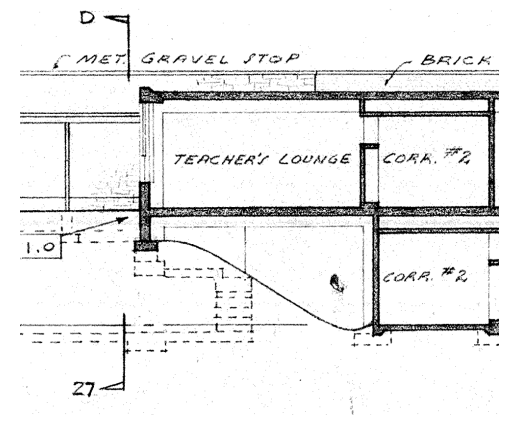 D
MET. GRAVEL STOP
BRICK
TEACHER'S LOUNGE
CORR. #2
1.0
CORR. #2
27